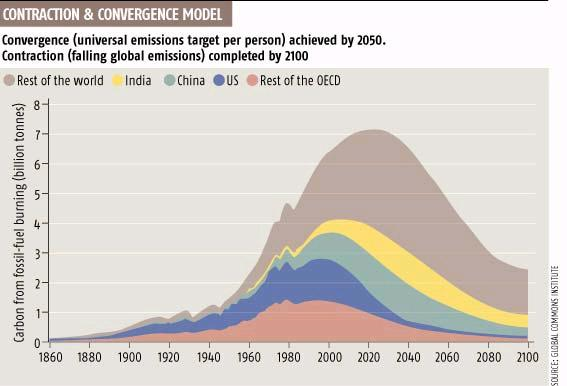 CONTRACTION & CONVERGENCE MODEL
Convergence (universal emissions target per person) achieved by 2050.
Contraction (falling global emissions) completed by 2100
Rest of the world India China US Rest of the OECD
Carbon from fossil-fuel burning (billion tonnes)
8
7
6
5
4
3
2
1
0
1860 1880 1900 1920 1940 1960 1980 2000 2020 2040 2060 2080 2100
SOURCE: GLOBAL COMMONS INSTITUTE